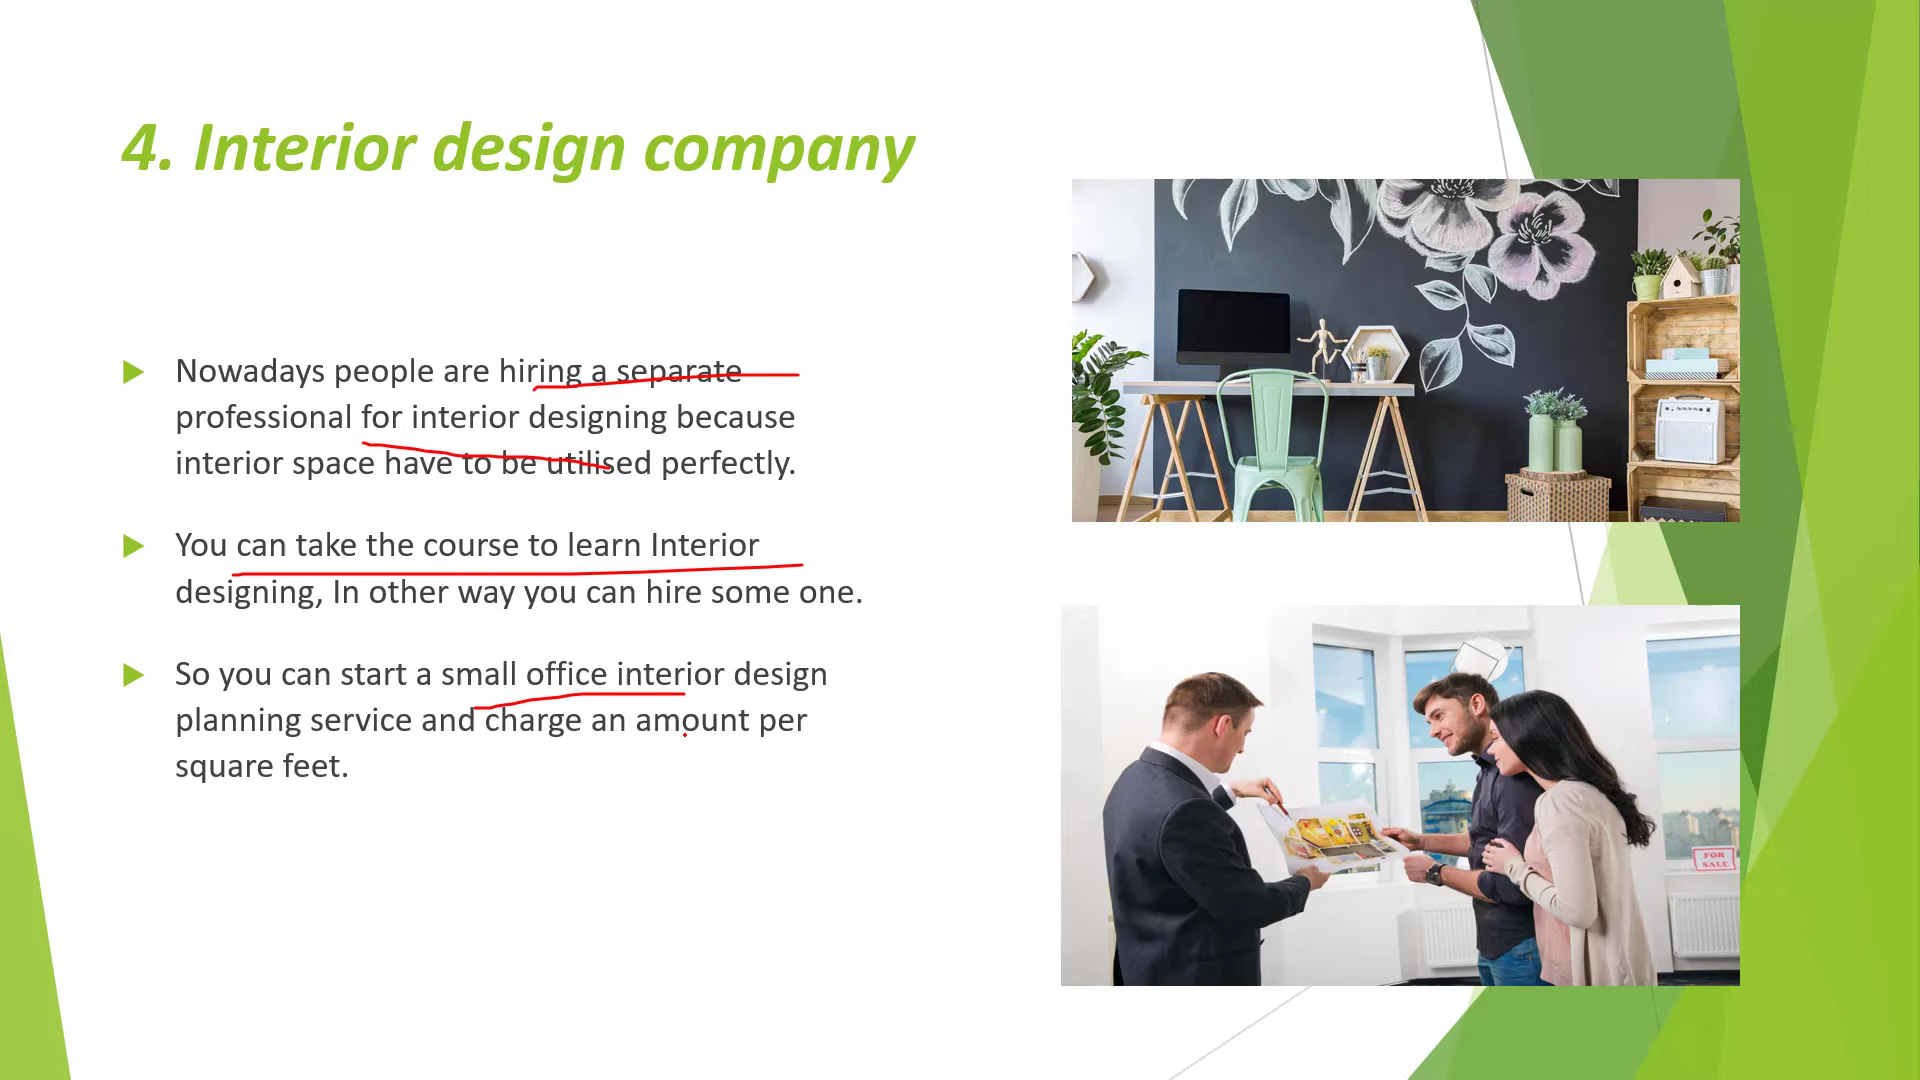 4. Interior design company
Nowadays people are hiring a separate
professional for interior designing because
interior space have to be utilised perfectly.
You can take the course to learn Interior
designing, In other way you can hire some one.
So you can start a small office interior design
planning service and charge an amount per
square feet.
FOR
SALE